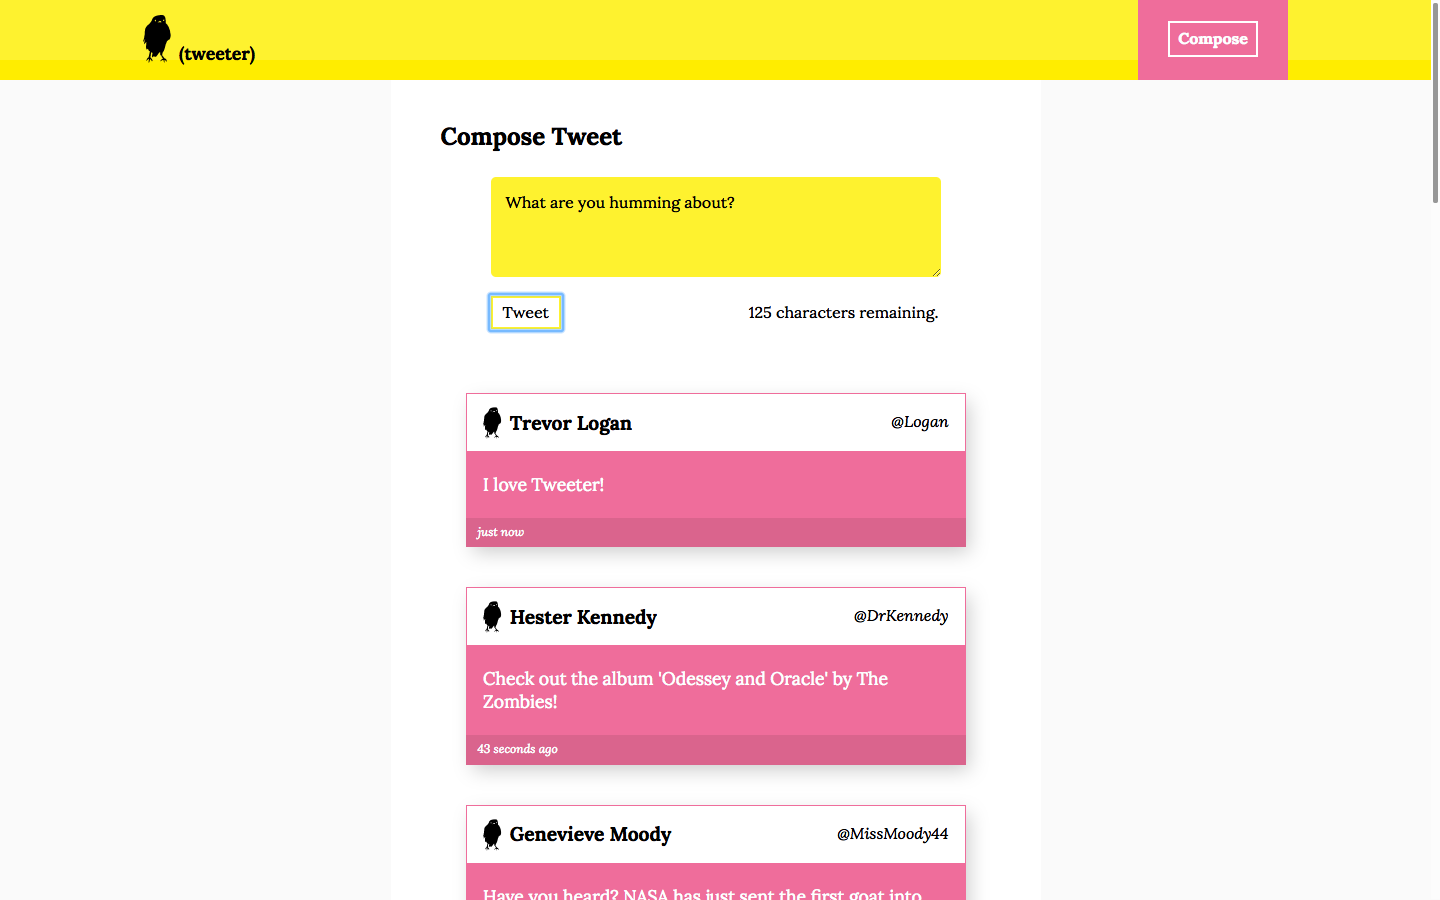 (tweeter)
Compose
Compose Tweet
What are you humming about?
Tweet
125 characters remaining.
Trevor Logan
@Logan
I love Tweeter!
just now
Hester Kennedy
@DrKennedy
Check out the album 'Odessey and Oracle' by The
Zombies!
43 seconds ago
Genevieve Moody
@MissMoody44
Have you heard? NASA has just sent the first goat into